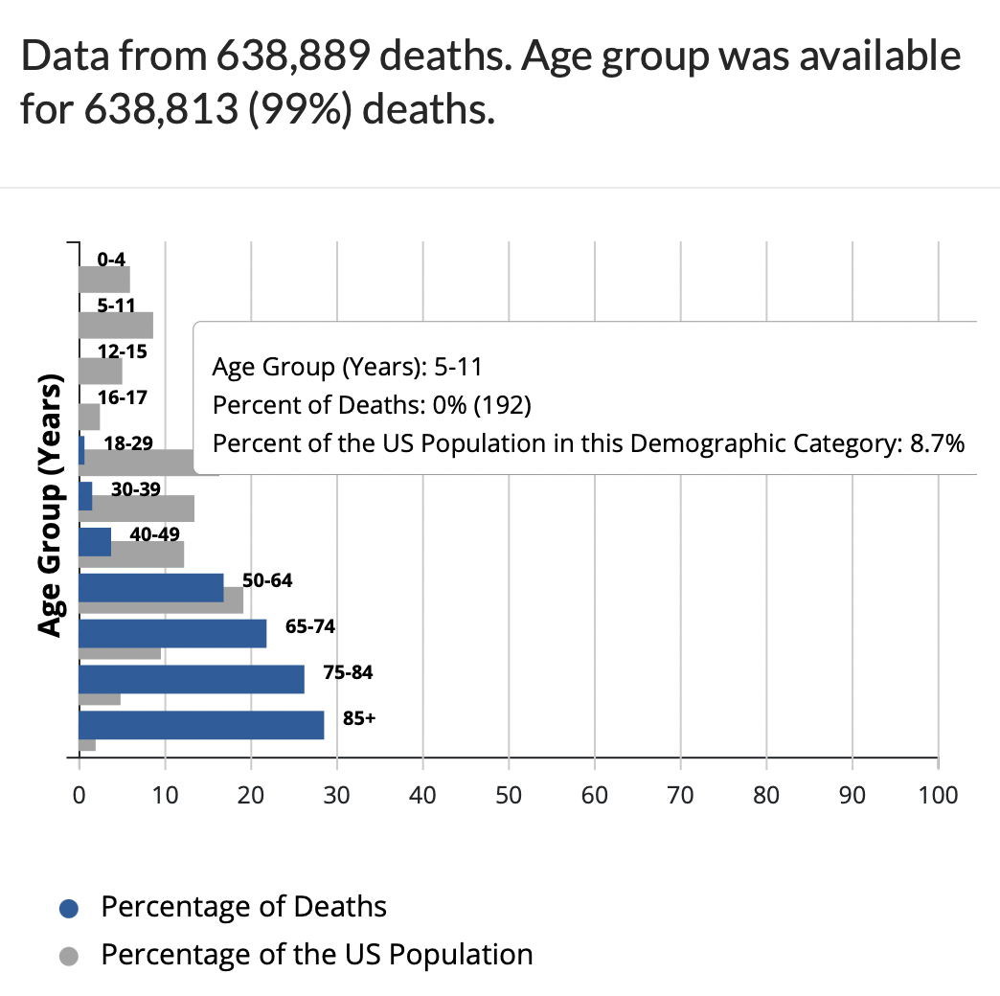 Data from 638,889 deaths. Age group was available
for 638,813 (99%) deaths.
Age Group (Years)
0-4
5-11
12-15
16-17
18-29
30-39
40-49
50-64
65-74
75-84
85+
Age Group (Years): 5-11
Percent of Deaths: 0% (192)
Percent of the US Population in this Demographic Category: 8.7%
0 10 20 30 40 50 60 70 80 90 100
Percentage of Deaths
Percentage of the US Population